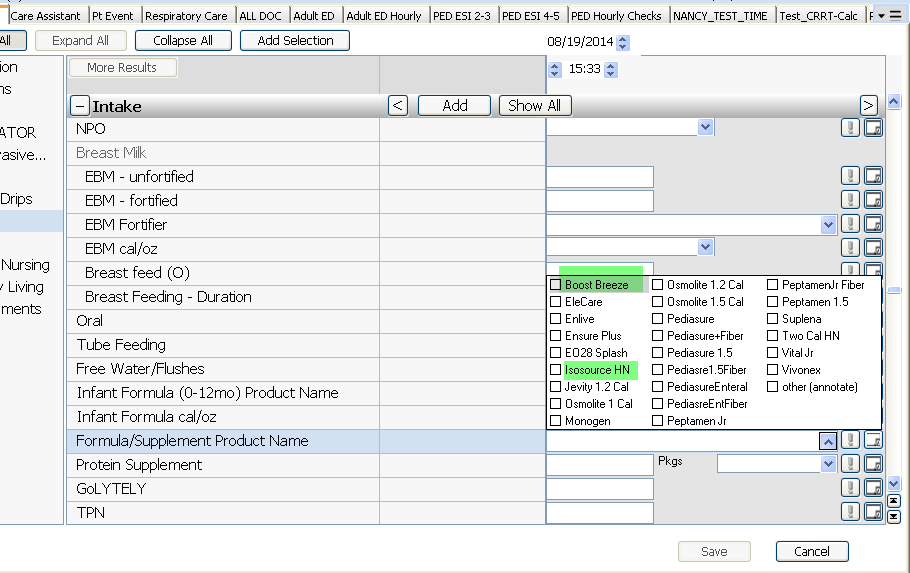 Care Assistant Pt Event Respiratory Care ALL DOC Adult ED Adult ED Hourly PED ESI 2-3 PED ESI 4-5 PED Hourly Checks NANCY_TEST_TIME Test_CRRT-Calc
All Expand All Collapse All Add Selection 08/19/2014
More Results 15:33
ion
ns
ATOR
asive...
Drips
Nursing
y Living
ments
− Intake < Add Show All >
NPO
Breast Milk
EBM - unfortified
EBM - fortified
EBM Fortifier
EBM cal/oz
Breast feed (O)
Breast Feeding - Duration
Oral
Tube Feeding
Free Water/Flushes
Infant Formula (0-12mo) Product Name
Infant Formula cal/oz
Formula/Supplement Product Name
Protein Supplement Pkgs
GoLYTELY
TPN
Boost Breeze Osmolite 1.2 Cal PeptamenJr Fiber
EleCare Osmolite 1.5 Cal Peptamen 1.5
Enlive Pediasure Suplena
Ensure Plus Pediasure+Fiber Two Cal HN
EO28 Splash Pediasure 1.5 Vital Jr
Isosource HN Pediasre1.5Fiber Vivonex
Jevity 1.2 Cal PediasureEnteral other (annotate)
Osmolite 1 Cal PediasreEntFiber
Monogen Peptamen Jr
Save Cancel